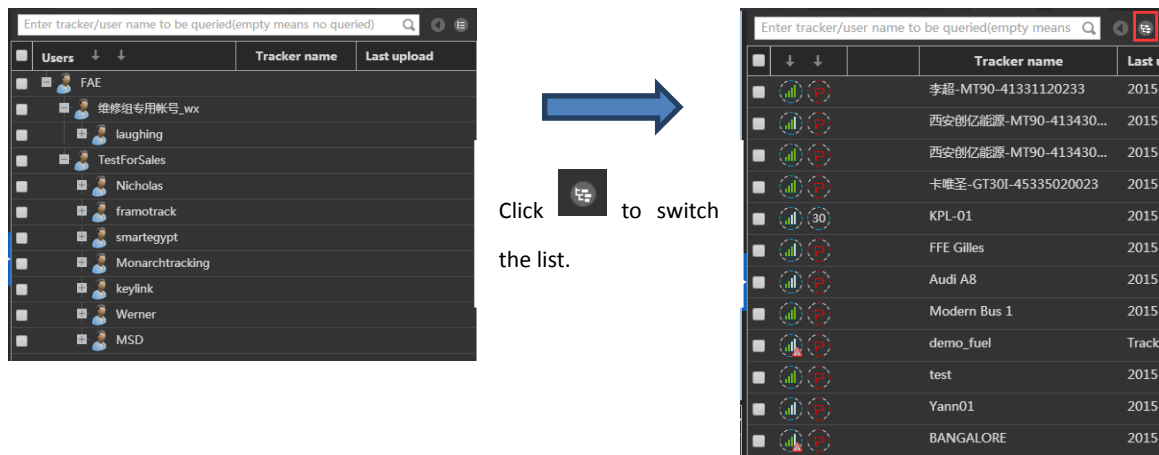 Enter tracker/user name to be queried(empty means no queried)
Users Tracker name Last upload
FAE
维修组专用帐号_wx
laughing
TestForSales
Nicholas
framotrack
smartegypt
Monarchtracking
keylink
Werner
MSD
Click to switch
the list.
Enter tracker/user name to be queried(empty means
Tracker name Last u
李超-MT90-41331120233 2015
西安创亿能源-MT90-413430... 2015
西安创亿能源-MT90-413430... 2015
卡唯圣-GT30I-45335020023 2015
30 KPL-01 2015
FFE Gilles 2015
Audi A8 2015
Modern Bus 1 2015
demo_fuel Track
test 2015
Yann01 2015
BANGALORE 2015